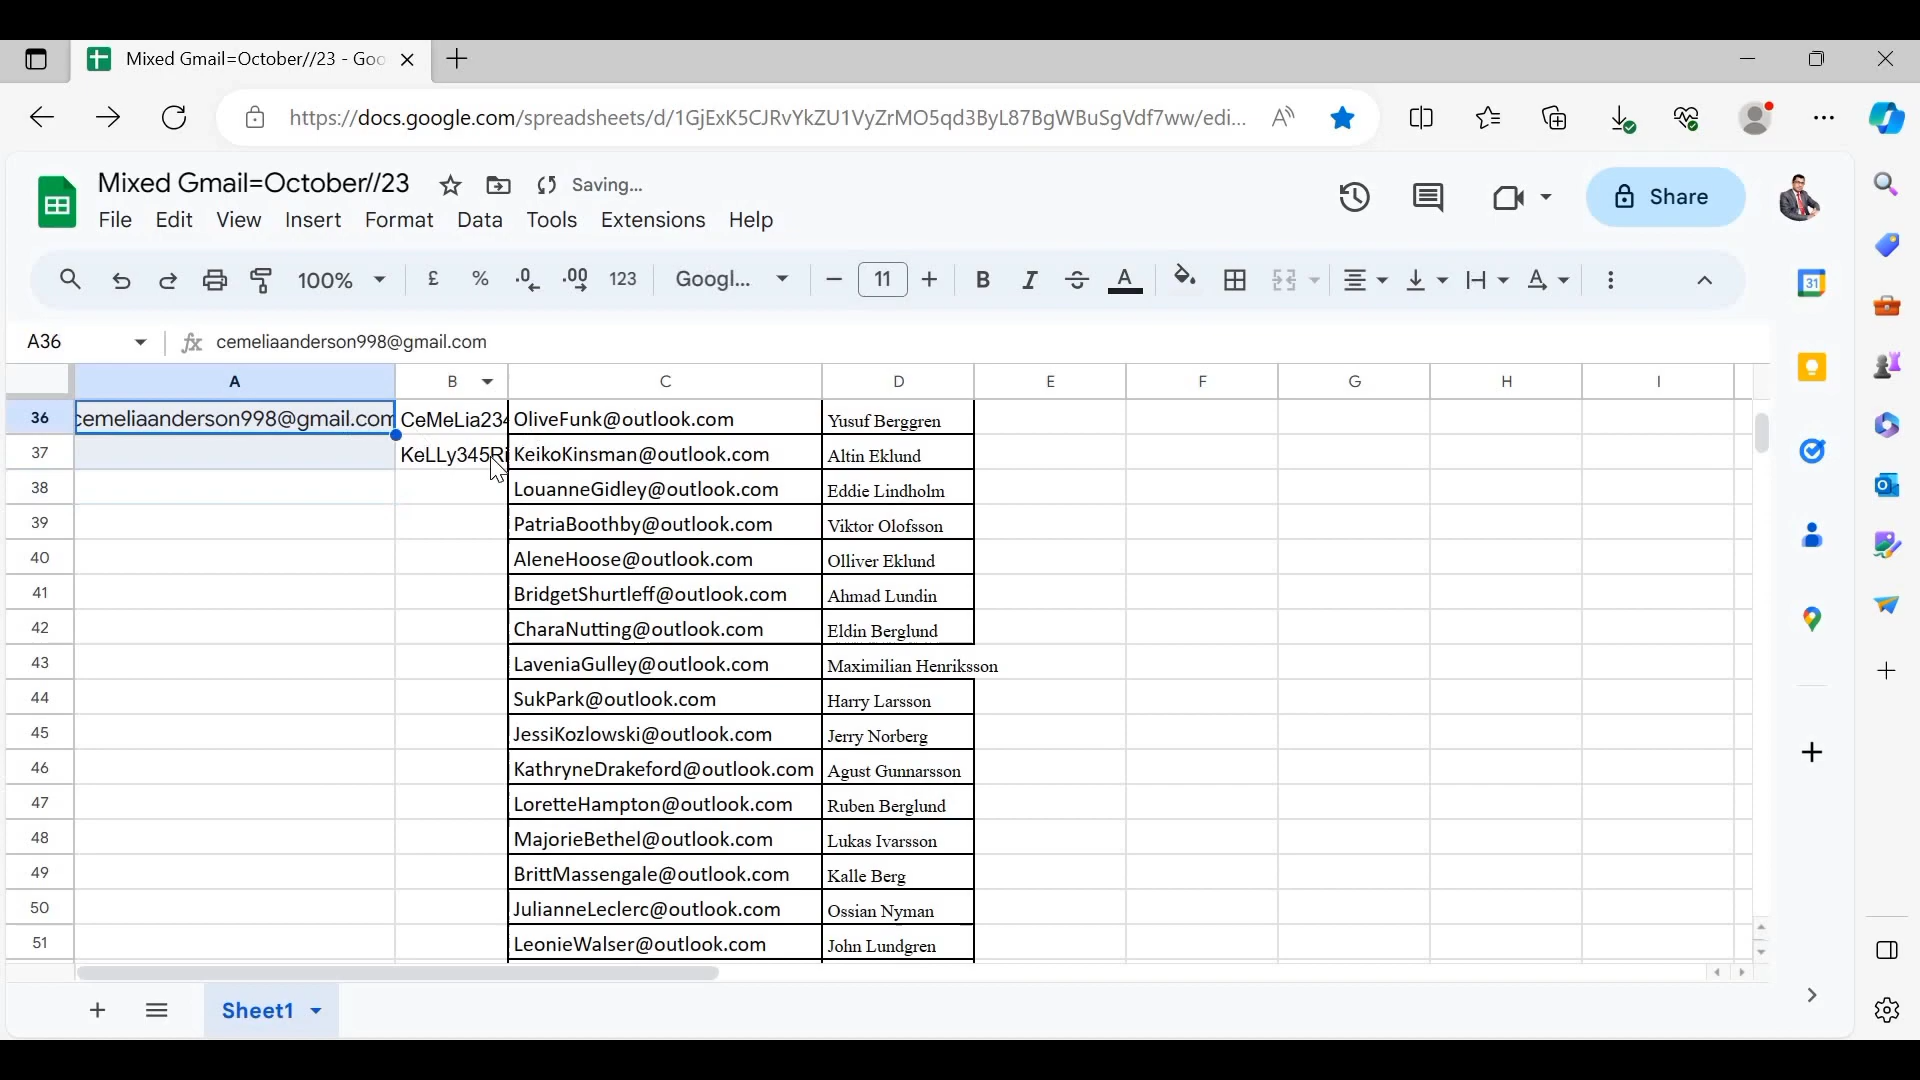 Mixed Gmail=October//23 - Goo
https://docs.google.com/spreadsheets/d/1GjExK5CJRvYkZU1VyZrMO5qd3ByL87BgWBuSgVdf7ww/edi...
Mixed Gmail=October//23 Saving...
Share
File Edit View Insert Format Data Tools Extensions Help
100% £ % .0 .00 123 Googl... 11 B I S A A
31
A36 fx cemeliaanderson998@gmail.com
A B C D E F G H I
36 cemeliaanderson998@gmail.com CeMeLia234 OliveFunk@outlook.com Yusuf Berggren
37 KeLLy345Ri KeikoKinsman@outlook.com Altin Eklund
38 LouanneGidley@outlook.com Eddie Lindholm
39 PatriaBoothby@outlook.com Viktor Olofsson
40 AleneHoose@outlook.com Olliver Eklund
41 BridgetShurtleff@outlook.com Ahmad Lundin
42 CharaNutting@outlook.com Eldin Berglund
43 LaveniaGulley@outlook.com Maximilian Henriksson
44 SukPark@outlook.com Harry Larsson
45 JessiKozlowski@outlook.com Jerry Norberg
46 KathryneDrakeford@outlook.com Agust Gunnarsson
47 LoretteHampton@outlook.com Ruben Berglund
48 MajorieBethel@outlook.com Lukas Ivarsson
49 BrittMassengale@outlook.com Kalle Berg
50 JulianneLeclerc@outlook.com Ossian Nyman
51 LeonieWalser@outlook.com John Lundgren
Sheet1